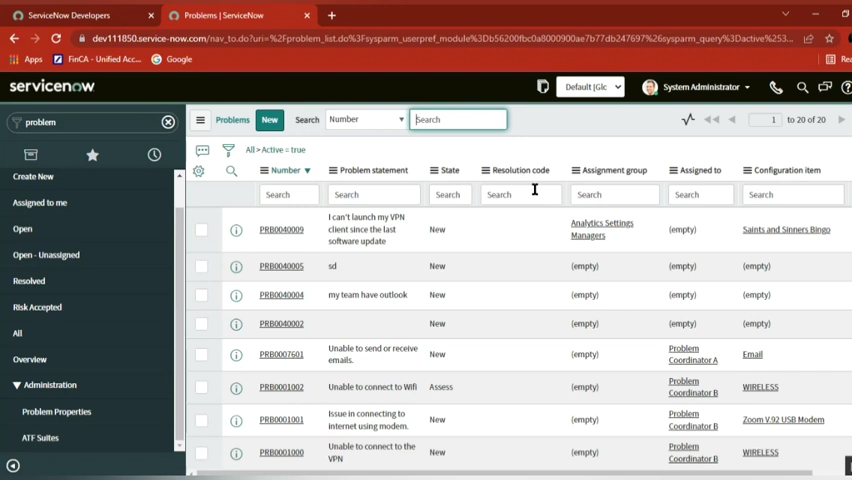 ServiceNow Developers
Problems | ServiceNow
dev111850.service-now.com/nav_to.do?uri=%2Fproblem_list.do%3Fsysparm_userpref_module%3Db56200fbc0a8000900ae7b77db247697%26sysparm_query%3Dactive%253...
Apps
FinCA - Unified Acc...
Google
Rea
servicenow
Default |Glc
System Administrator
problem
Problems
New
Search
Number
Search
1
to 20 of 20
All > Active = true
Create New
Assigned to me
Open
Open - Unassigned
Resolved
Risk Accepted
All
Overview
Administration
Problem Properties
ATF Suites
Number
Problem statement
State
Resolution code
Assignment group
Assigned to
Configuration item
Search
Search
Search
Search
Search
Search
Search
PRB0040009
I can't launch my VPN
client since the last
software update
New
Analytics Settings
Managers
(empty)
Saints and Sinners Bingo
PRB0040005
sd
New
(empty)
(empty)
(empty)
PRB0040004
my team have outlook
New
(empty)
(empty)
(empty)
PRB0040002
New
(empty)
(empty)
(empty)
PRB0007601
Unable to send or receive
emails.
New
(empty)
Problem
Coordinator A
Email
PRB0001002
Unable to connect to Wifi
Assess
(empty)
Problem
Coordinator B
WIRELESS
PRB0001001
Issue in connecting to
internet using modem.
New
(empty)
Problem
Coordinator B
Zoom V.92 USB Modem
PRB0001000
Unable to connect to the
VPN
New
(empty)
Problem
Coordinator B
WIRELESS